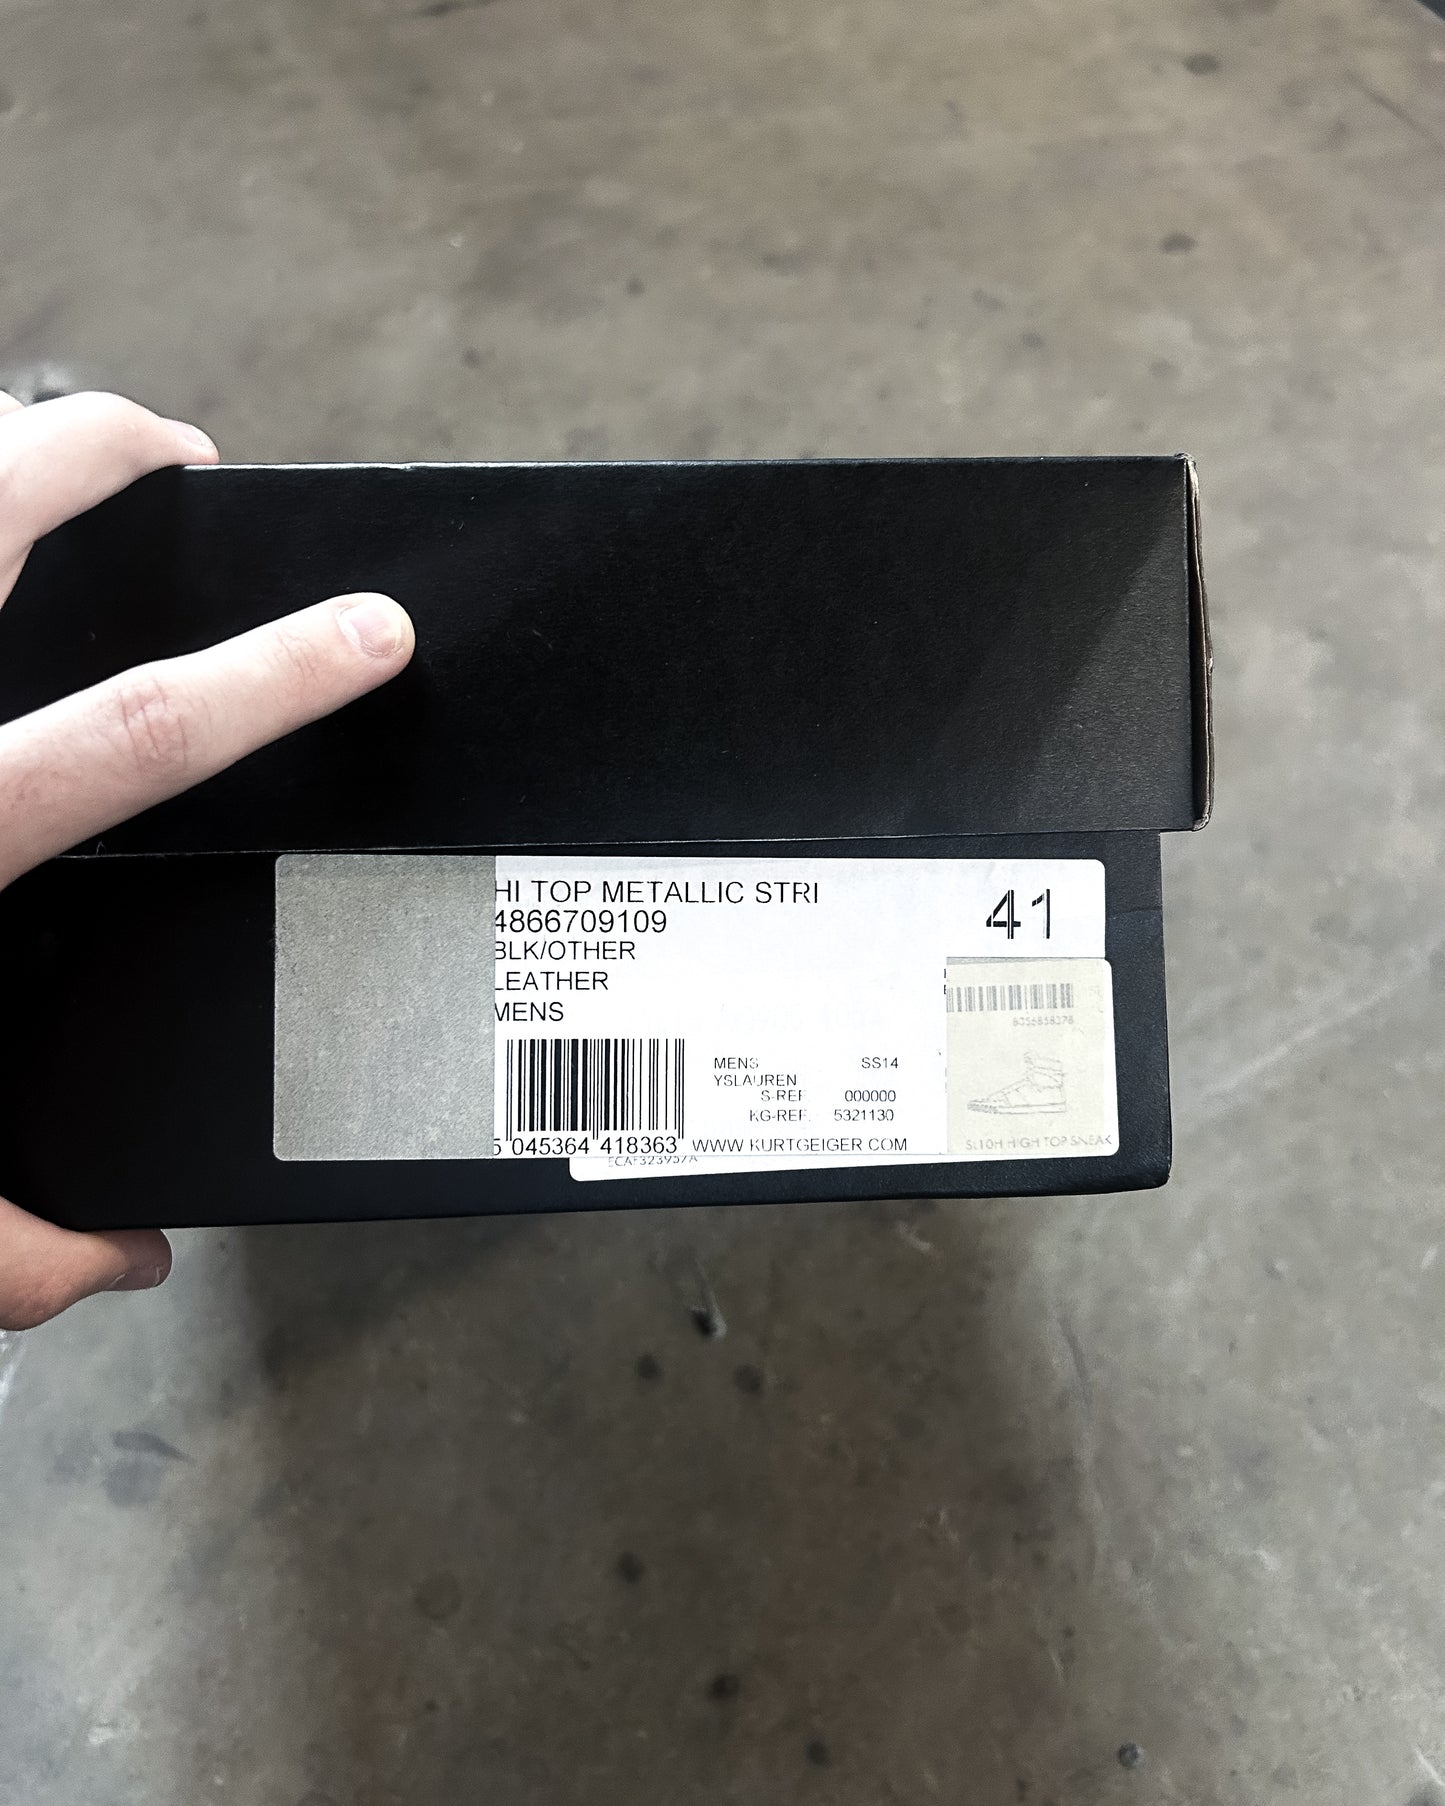 HI TOP METALLIC STRI
41
4866709109
BLK/OTHER
LEATHER
MENS
MENS SS14
YSLAUREN
S-REF 000000
KG-REF. 5321130
5 045364 418363
WWW.KURTGEIGER.COM
SL10H HIGH TOP SNEAK